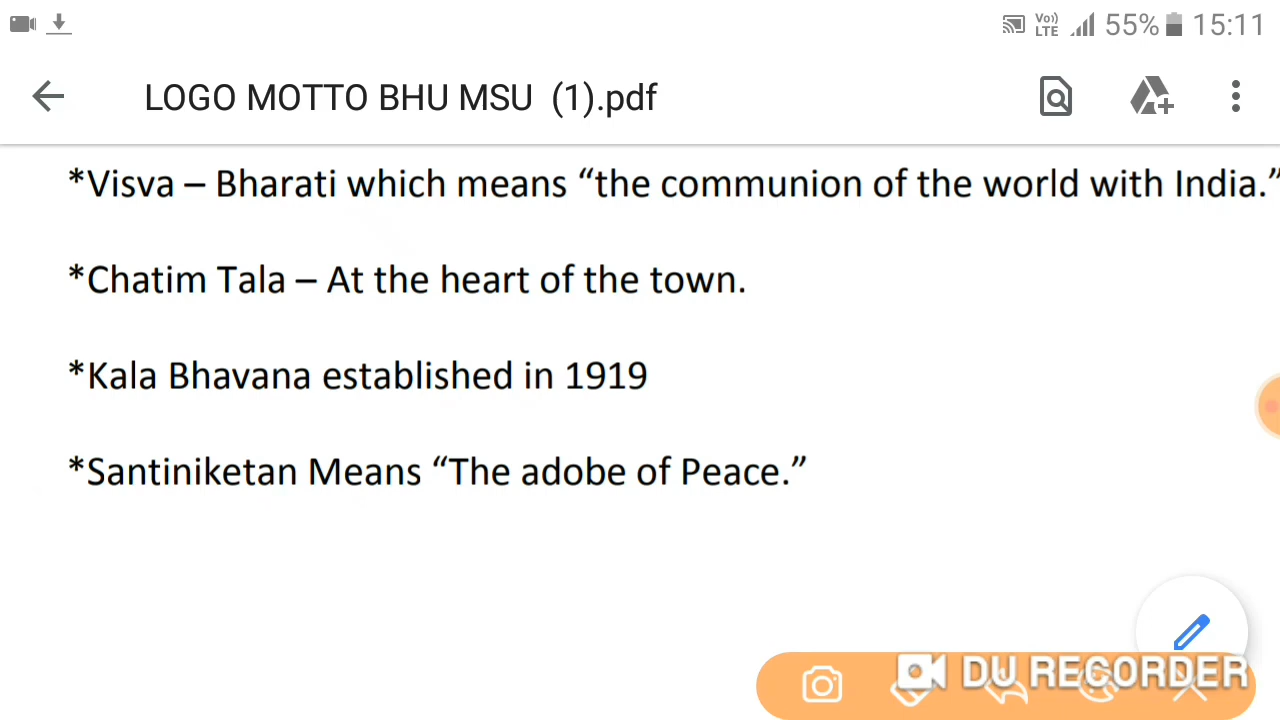 Vo)) LTE 55% 15:11
LOGO MOTTO BHU MSU (1).pdf
*Visva – Bharati which means “the communion of the world with India.”
*Chatim Tala – At the heart of the town.
*Kala Bhavana established in 1919
*Santiniketan Means “The adobe of Peace.”
DU RECORDER